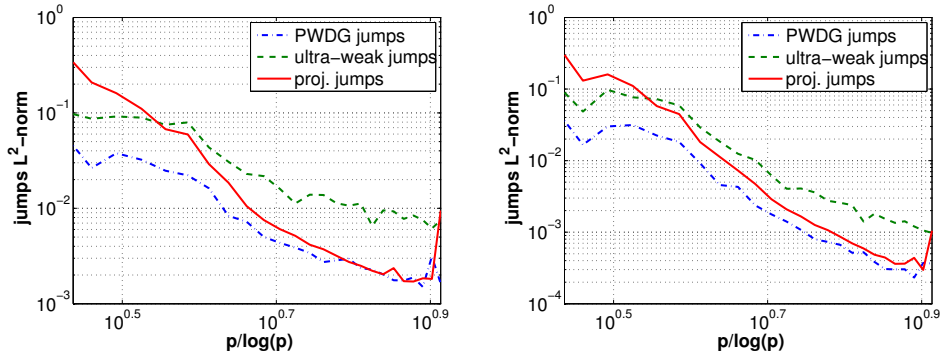 10^0
10^-1
10^-2
10^-3
jumps L^2-norm
PWDG jumps
ultra-weak jumps
proj. jumps
10^0.5
10^0.7
10^0.9
p/log(p)
10^0
10^-1
10^-2
10^-3
10^-4
jumps L^2-norm
PWDG jumps
ultra-weak jumps
proj. jumps
10^0.5
10^0.7
10^0.9
p/log(p)